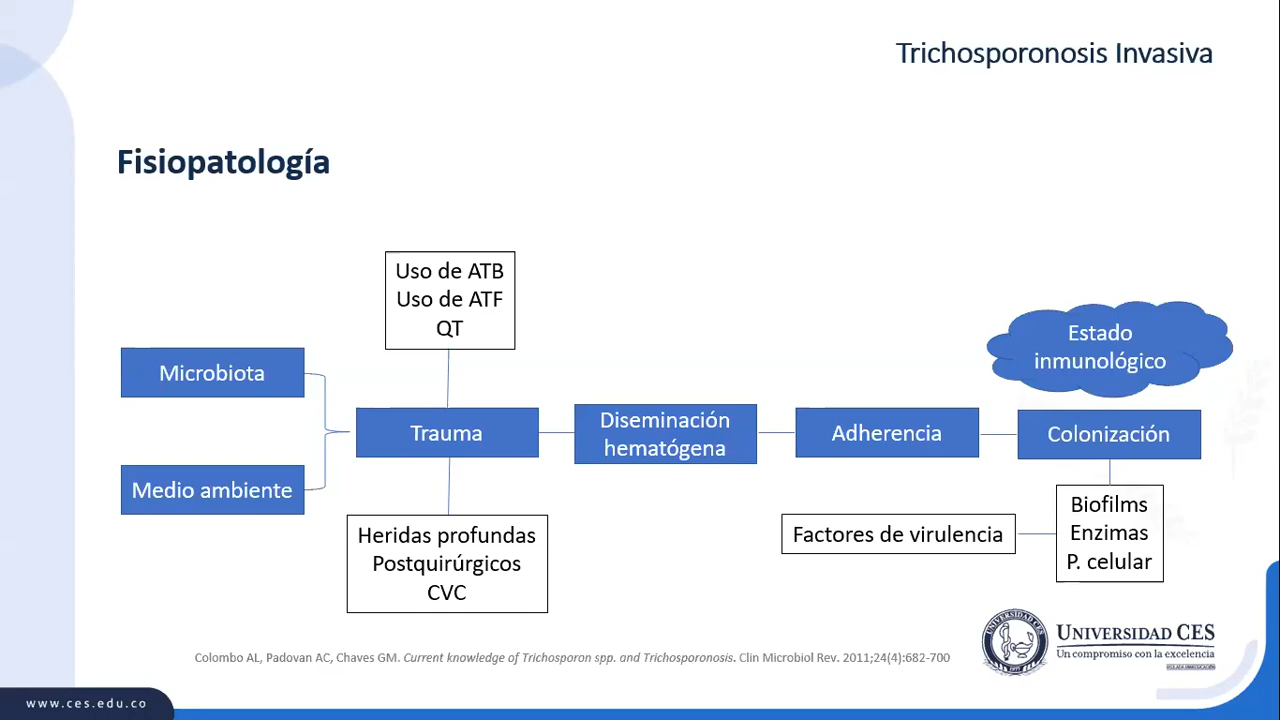 Trichosporonosis Invasiva
Fisiopatología
Uso de ATB
Uso de ATF
QT
Microbiota
Medio ambiente
Trauma
Heridas profundas
Postquirúrgicos
CVC
Diseminación
hematógena
Adherencia
Estado
inmunológico
Colonización
Factores de virulencia
Biofilms
Enzimas
P. celular
Colombo AL, Padovan AC, Chaves GM. Current knowledge of Trichosporon spp. and Trichosporonosis. Clin Microbiol Rev. 2011;24(4):682-700
UNIVERSIDAD CES
Un compromiso con la excelencia
www.ces.edu.co